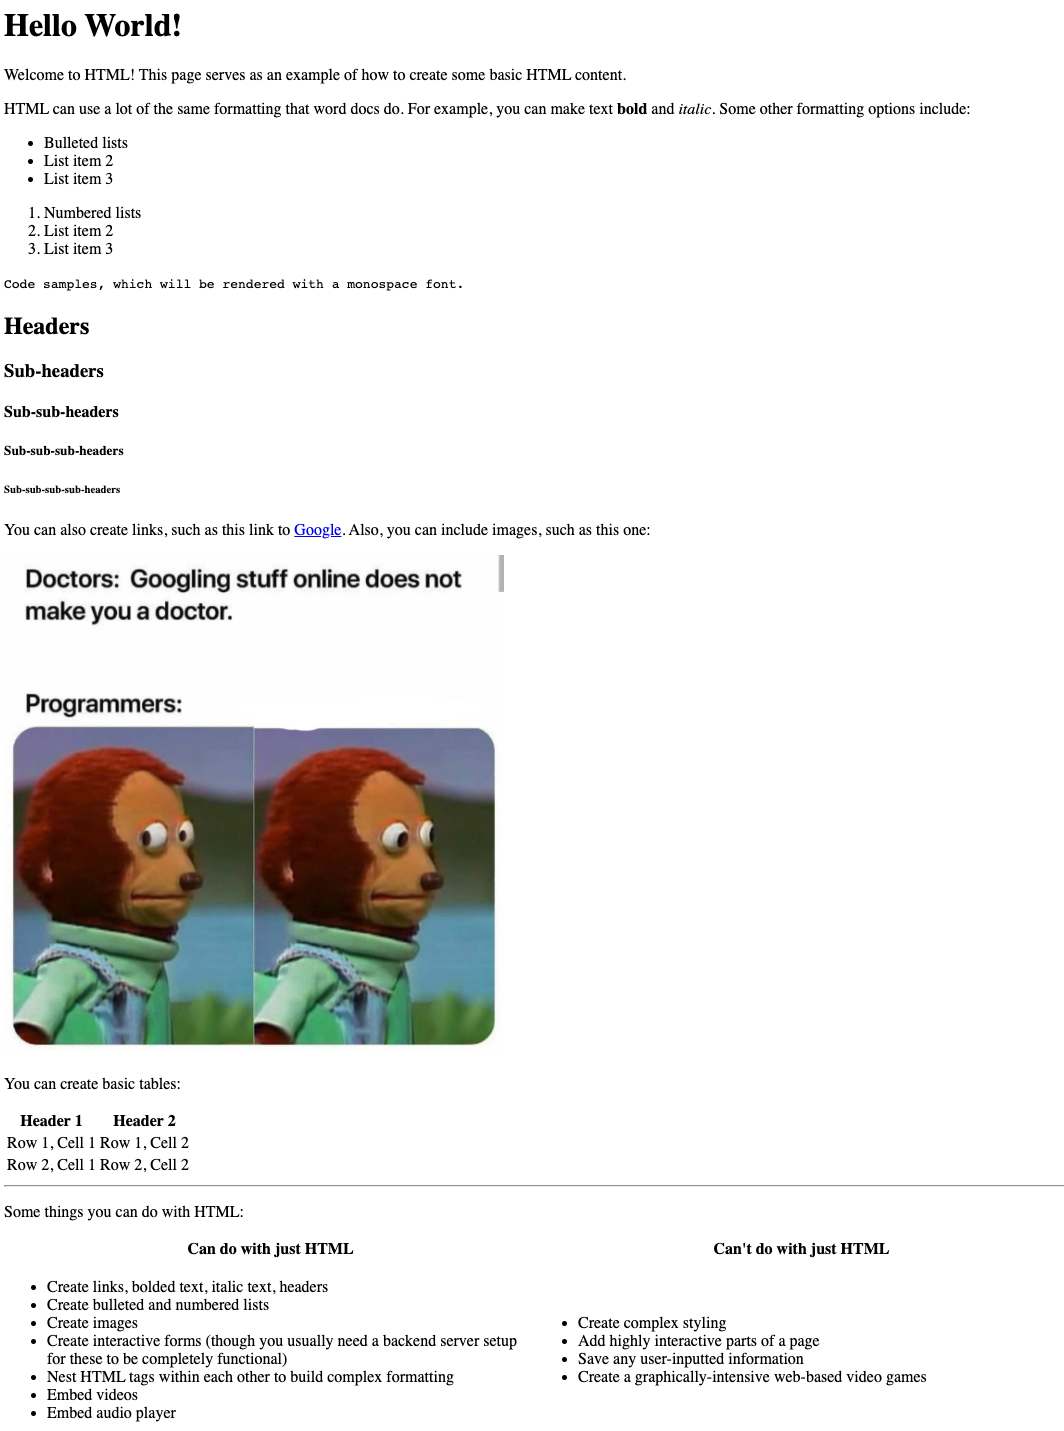 Hello World!
Welcome to HTML! This page serves as an example of how to create some basic HTML content.
HTML can use a lot of the same formatting that word docs do. For example, you can make text bold and italic. Some other formatting options include:
• Bulleted lists
• List item 2
• List item 3
1. Numbered lists
2. List item 2
3. List item 3
Code samples, which will be rendered with a monospace font.
Headers
Sub-headers
Sub-sub-headers
Sub-sub-sub-headers
Sub-sub-sub-sub-headers
You can also create links, such as this link to Google. Also, you can include images, such as this one:
Doctors: Googling stuff online does not
make you a doctor.
Programmers:
You can create basic tables:
Header 1 Header 2
Row 1, Cell 1 Row 1, Cell 2
Row 2, Cell 1 Row 2, Cell 2
Some things you can do with HTML:
Can do with just HTML
• Create links, bolded text, italic text, headers
• Create bulleted and numbered lists
• Create images
• Create interactive forms (though you usually need a backend server setup
for these to be completely functional)
• Nest HTML tags within each other to build complex formatting
• Embed videos
• Embed audio player
Can't do with just HTML
• Create complex styling
• Add highly interactive parts of a page
• Save any user-inputted information
• Create a graphically-intensive web-based video games